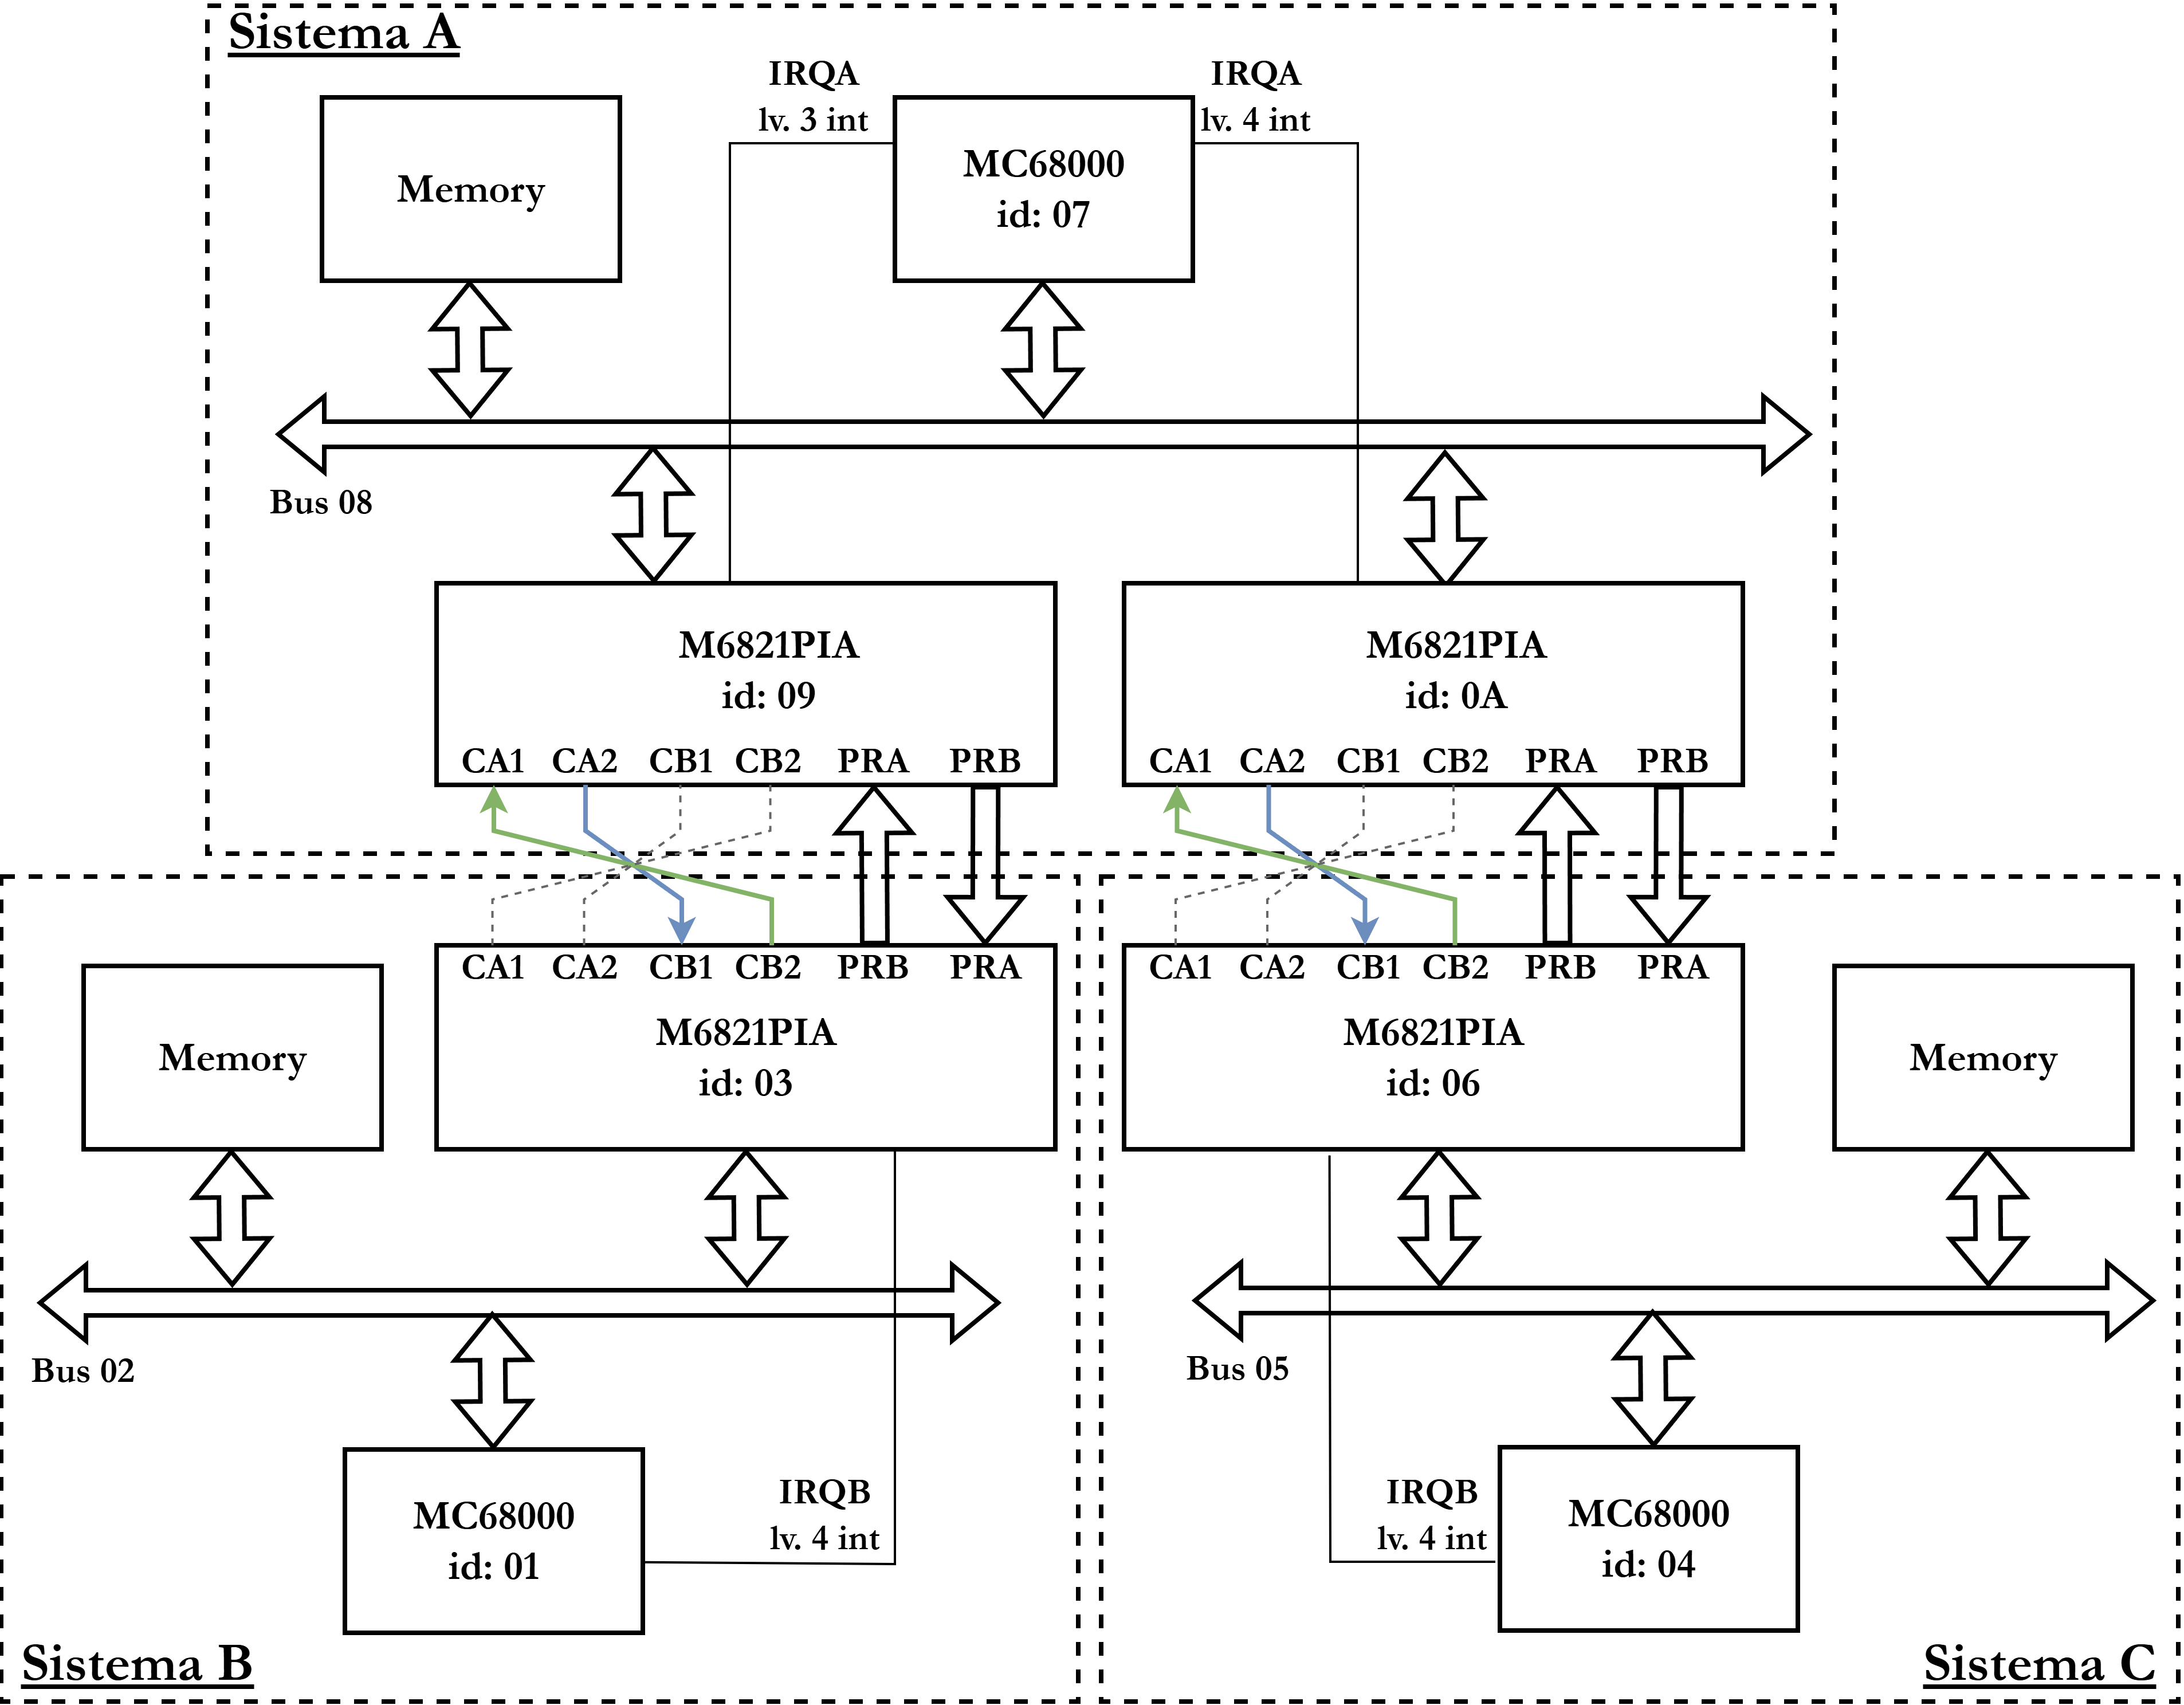 Sistema A
IRQA
lv. 3 int
IRQA
lv. 4 int
Memory
MC68000
id: 07
Bus 08
M6821PIA
id: 09
CA1 CA2 CB1 CB2 PRA PRB
M6821PIA
id: 0A
CA1 CA2 CB1 CB2 PRA PRB
CA1 CA2 CB1 CB2 PRB PRA
M6821PIA
id: 03
Memory
Bus 02
MC68000
id: 01
IRQB
lv. 4 int
Sistema B
CA1 CA2 CB1 CB2 PRB PRA
M6821PIA
id: 06
Memory
Bus 05
IRQB
lv. 4 int
MC68000
id: 04
Sistema C